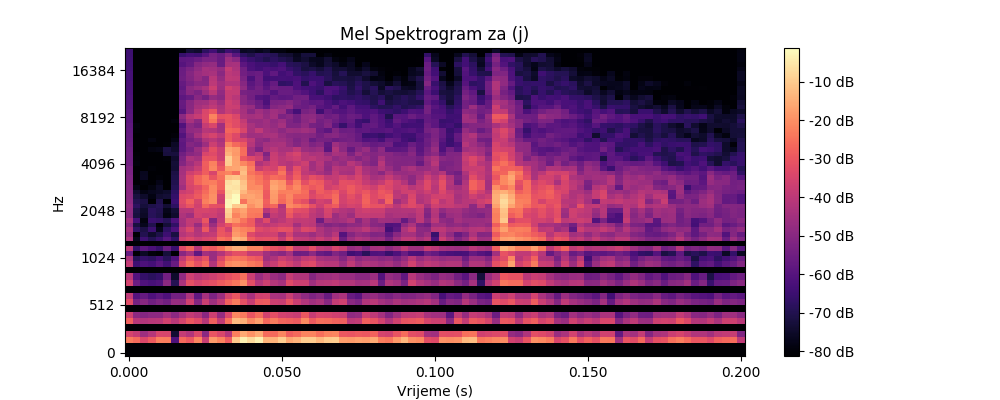 Mel Spektrogram za (j)
16384
8192
4096
2048
1024
512
0
Hz
0.000 0.050 0.100 0.150 0.200
Vrijeme (s)
-10 dB
-20 dB
-30 dB
-40 dB
-50 dB
-60 dB
-70 dB
-80 dB